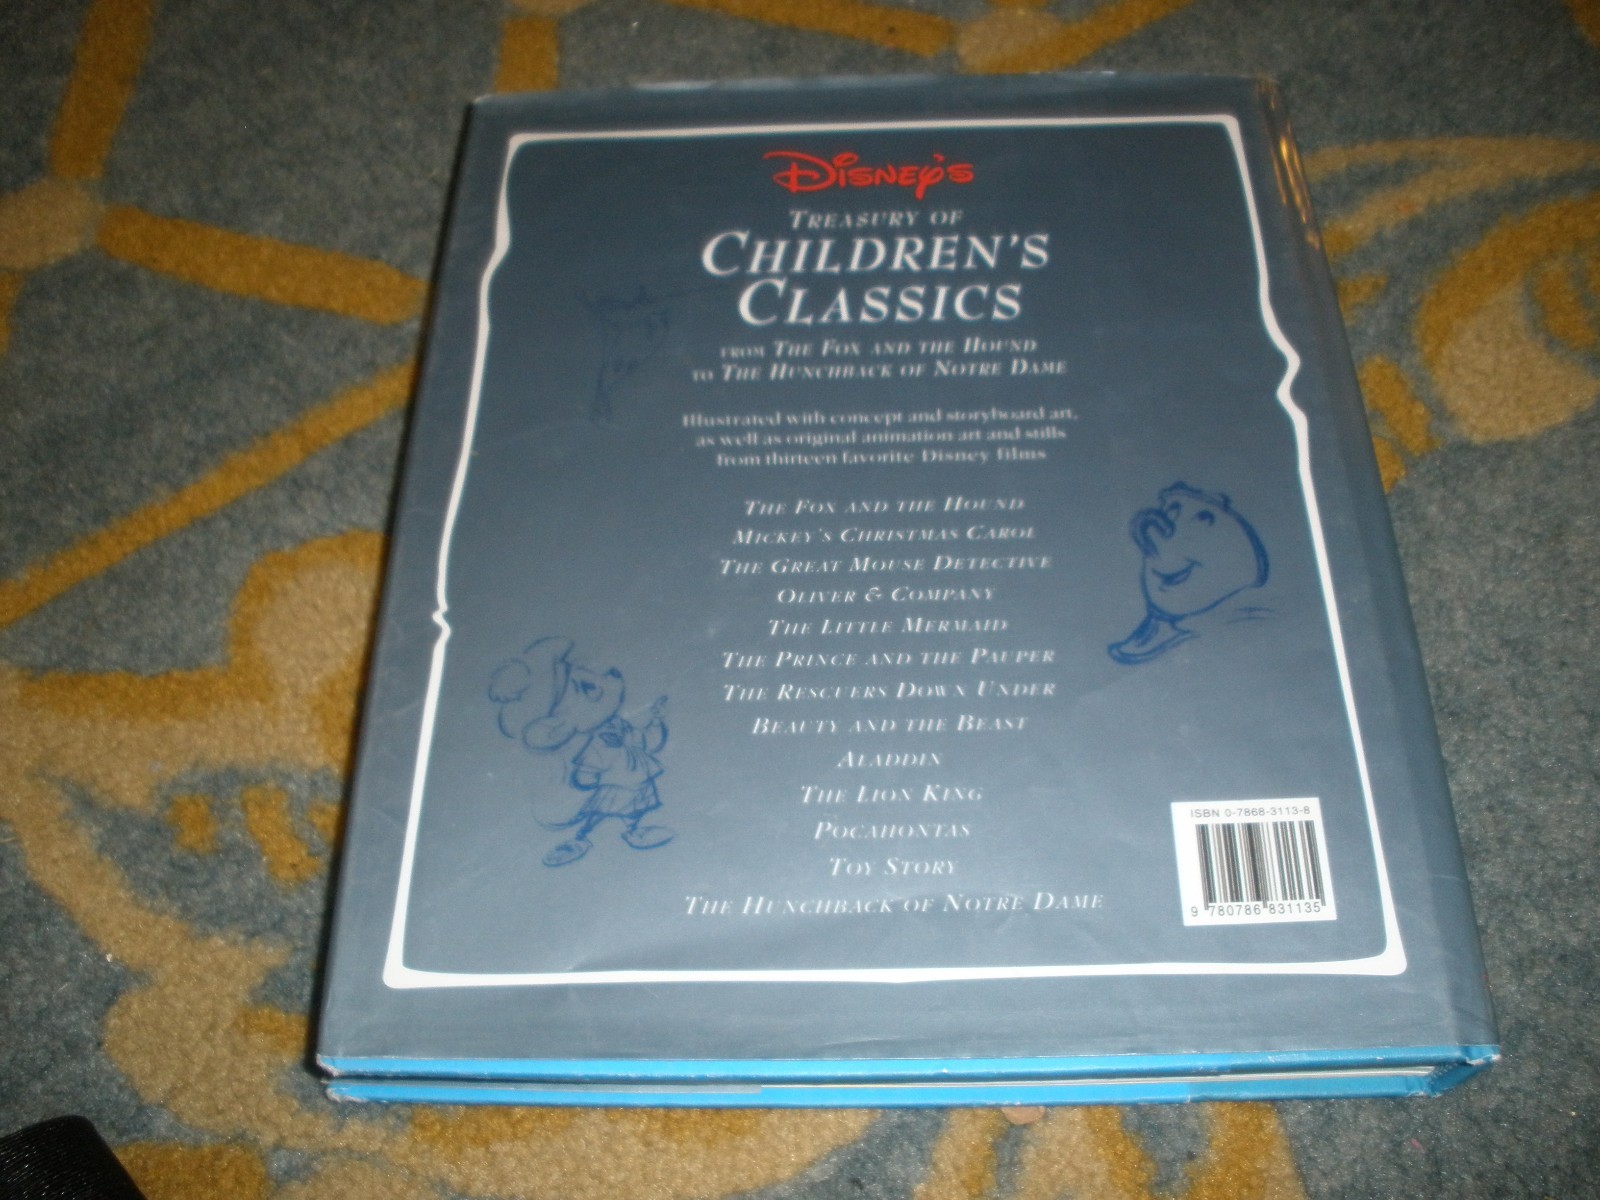 Disney's
Treasury of
Children's
Classics
from The Fox and the Hound
to The Hunchback of Notre Dame
Illustrated with concept and storyboard art,
as well as original animation art and stills
from thirteen favorite Disney films
The Fox and the Hound
Mickey's Christmas Carol
The Great Mouse Detective
Oliver & Company
The Little Mermaid
The Prince and the Pauper
The Rescuers Down Under
Beauty and the Beast
Aladdin
The Lion King
Pocahontas
Toy Story
The Hunchback of Notre Dame
ISBN 0-7868-3113-8
9 780786 831135